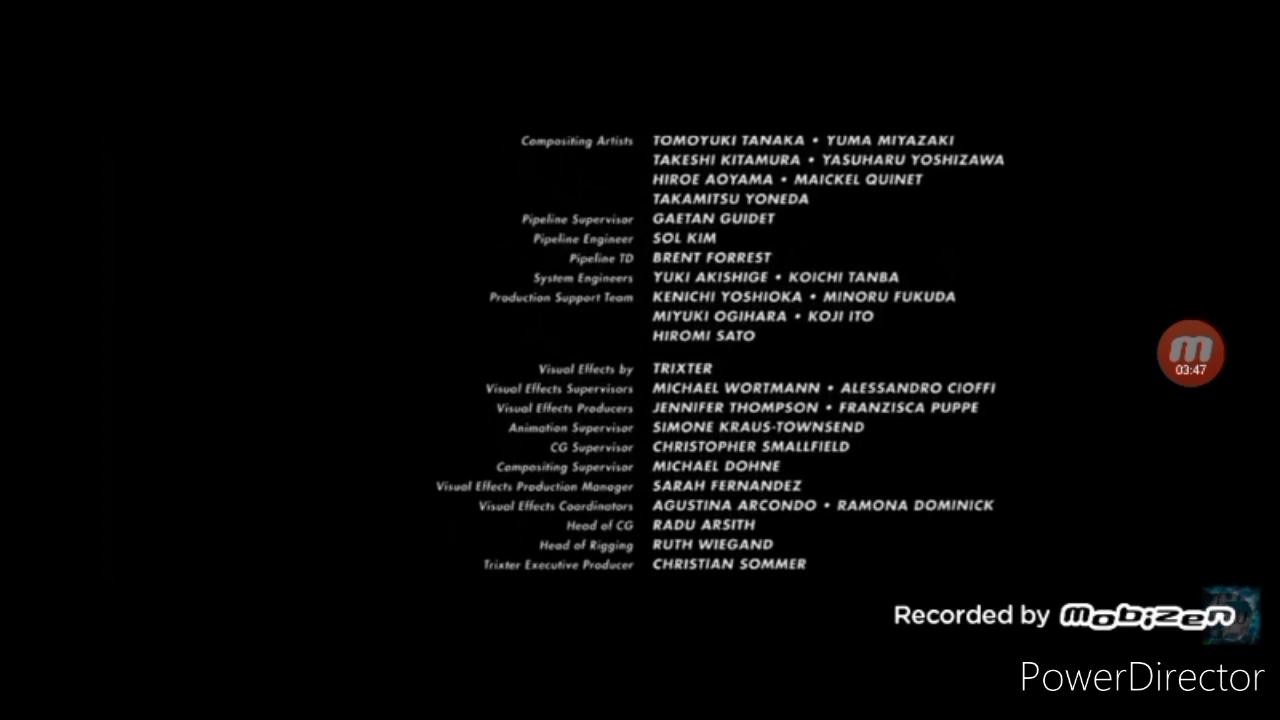 Compositing Artists TOMOYUKI TANAKA • YUMA MIYAZAKI
TAKESHI KITAMURA • YASUHARU YOSHIZAWA
HIROE AOYAMA • MAICKEL QUINET
TAKAMITSU YONEDA
Pipeline Supervisor GAETAN GUIDET
Pipeline Engineer SOL KIM
Pipeline TD BRENT FORREST
System Engineers YUKI AKISHIGE • KOICHI TANBA
Production Support Team KENICHI YOSHIOKA • MINORU FUKUDA
MIYUKI OGIHARA • KOJI ITO
HIROMI SATO
Visual Effects by TRIXTER
Visual Effects Supervisors MICHAEL WORTMANN • ALESSANDRO CIOFFI
Visual Effects Producers JENNIFER THOMPSON • FRANZISCA PUPPE
Animation Supervisor SIMONE KRAUS-TOWNSEND
CG Supervisor CHRISTOPHER SMALLFIELD
Compositing Supervisor MICHAEL DOHNE
Visual Effects Production Manager SARAH FERNANDEZ
Visual Effects Coordinators AGUSTINA ARCONDO • RAMONA DOMINICK
Head of CG RADU ARSITH
Head of Rigging RUTH WIEGAND
Trixter Executive Producer CHRISTIAN SOMMER
m
03:47
Recorded by mobizen
PowerDirector